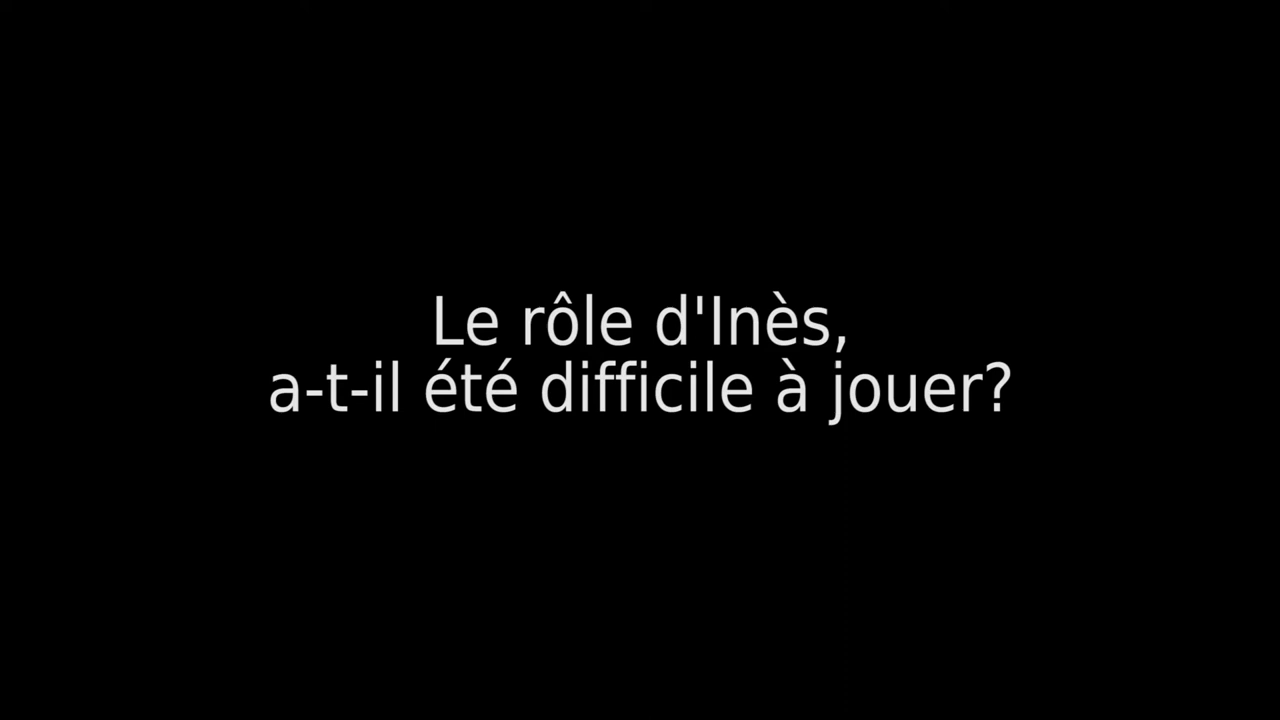 Le rôle d'Inès,
a-t-il été difficile à jouer?